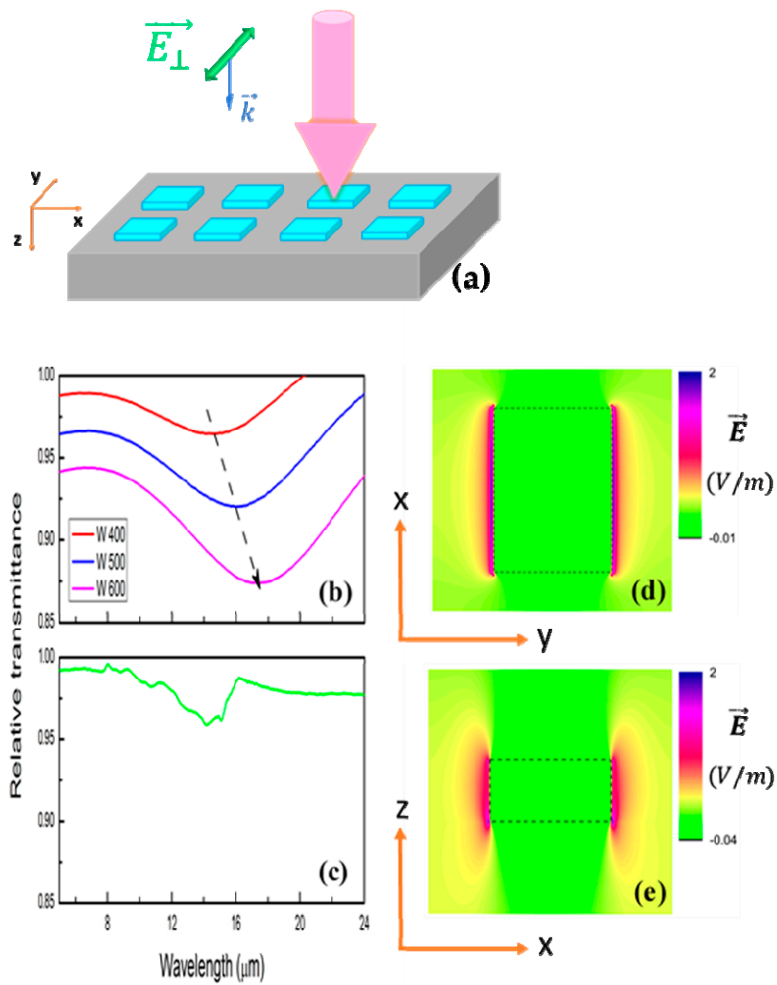 E⊥
k
y
x
z
(a)
1.00
0.95
0.90
0.85
W 400
W 500
W 600
(b)
1.00
0.95
0.90
0.85
(c)
8 12 16 20 24
Relative transmittance
Wavelength (μm)
x
y
(d)
2
E
(V/m)
-0.01
z
x
(e)
2
E
(V/m)
-0.04